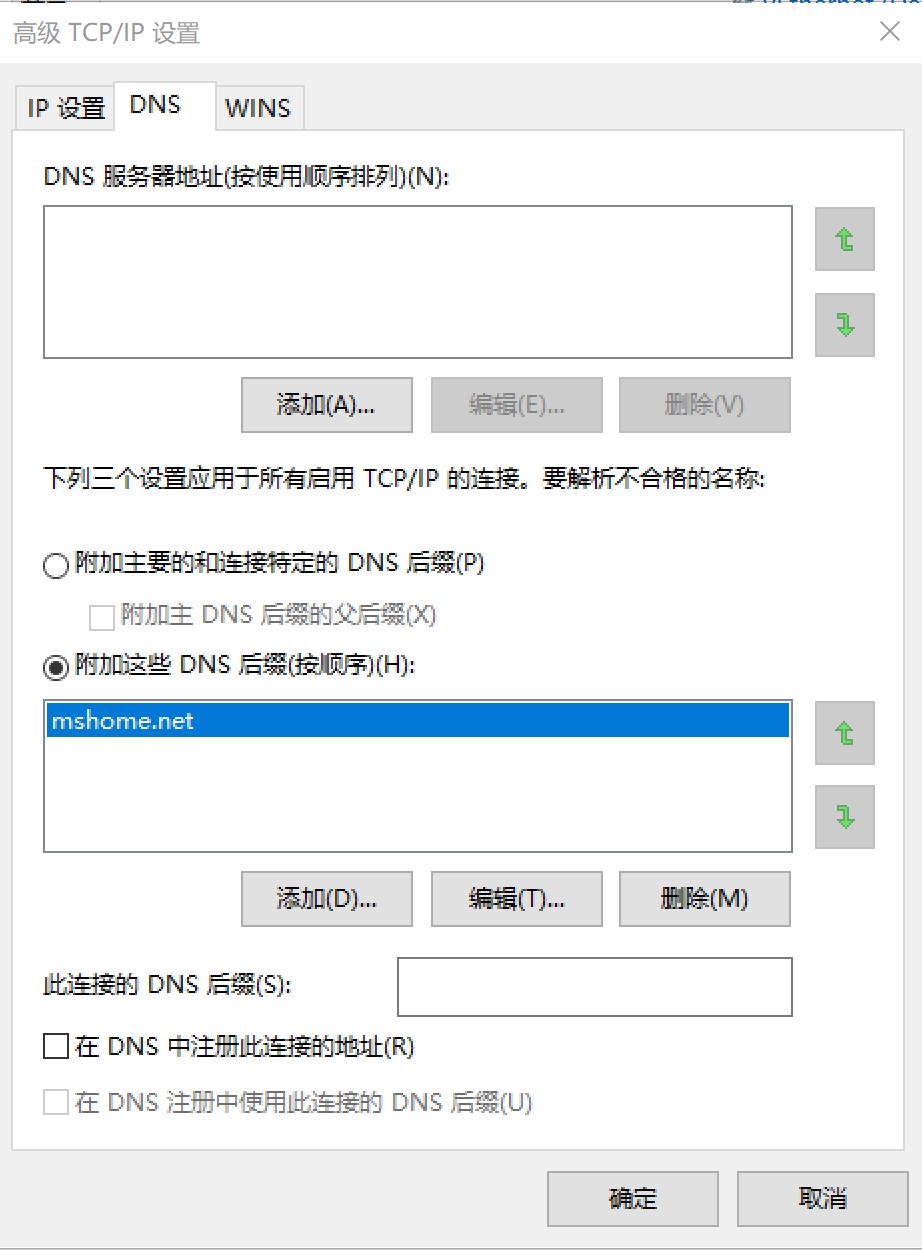 高级 TCP/IP 设置
IP 设置
DNS
WINS
DNS 服务器地址(按使用顺序排列)(N):
添加(A)...
编辑(E)...
删除(V)
下列三个设置应用于所有启用 TCP/IP 的连接。要解析不合格的名称:
附加主要的和连接特定的 DNS 后缀(P)
附加主 DNS 后缀的父后缀(X)
附加这些 DNS 后缀(按顺序)(H):
mshome.net
添加(D)...
编辑(T)...
删除(M)
此连接的 DNS 后缀(S):
在 DNS 中注册此连接的地址(R)
在 DNS 注册中使用此连接的 DNS 后缀(U)
确定
取消